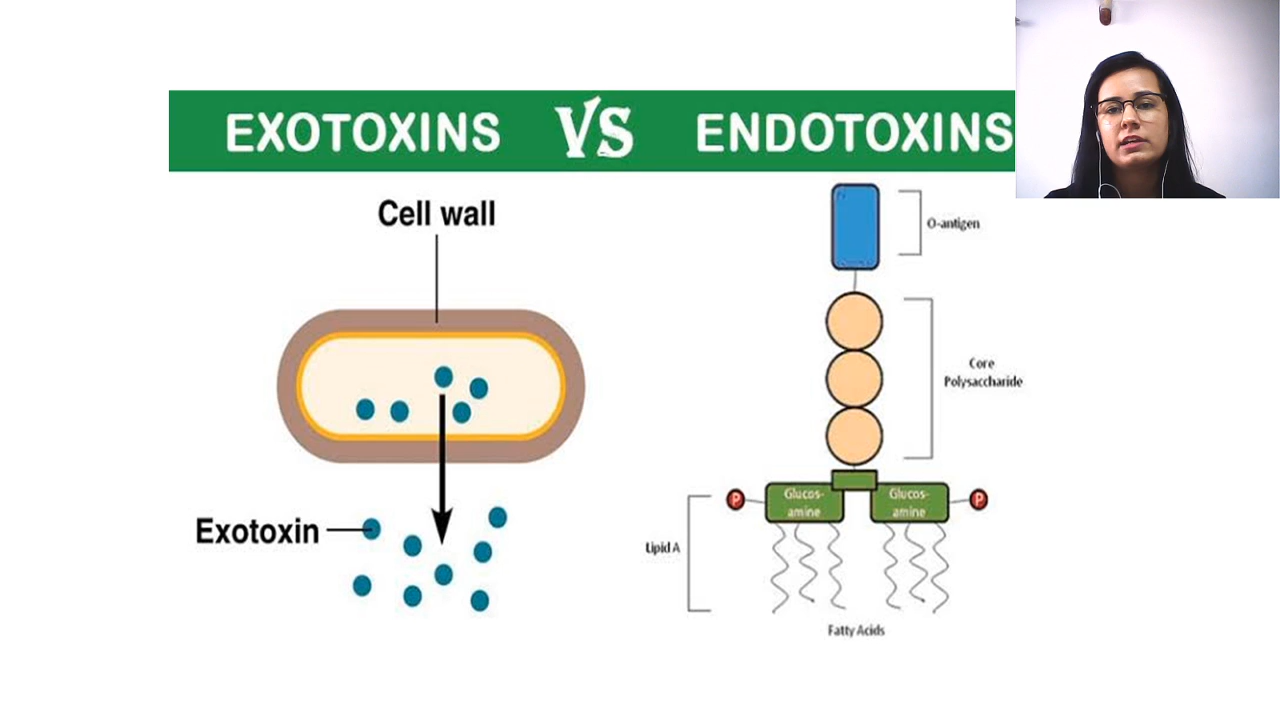 EXOTOXINS VS ENDOTOXINS
Cell wall
Exotoxin
O-antigen
Core
Polysaccharide
P
Glucos-
amine
Glucos-
amine
P
Lipid A
Fatty Acids